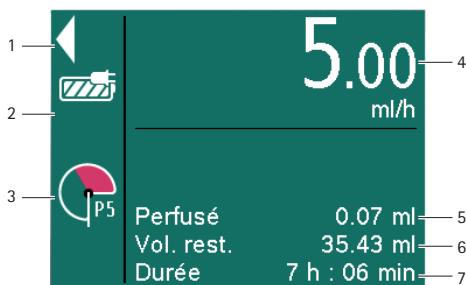 1
2
3
P5
5.00
ml/h
4
Perfusé 0.07 ml
5
Vol. rest. 35.43 ml
6
Durée 7 h : 06 min
7